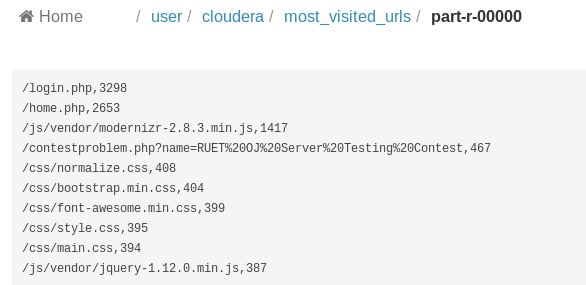 Home / user / cloudera / most_visited_urls / part-r-00000
/login.php,3298
/home.php,2653
/js/vendor/modernizr-2.8.3.min.js,1417
/contestproblem.php?name=RUET%20OJ%20Server%20Testing%20Contest,467
/css/normalize.css,408
/css/bootstrap.min.css,404
/css/font-awesome.min.css,399
/css/style.css,395
/css/main.css,394
/js/vendor/jquery-1.12.0.min.js,387